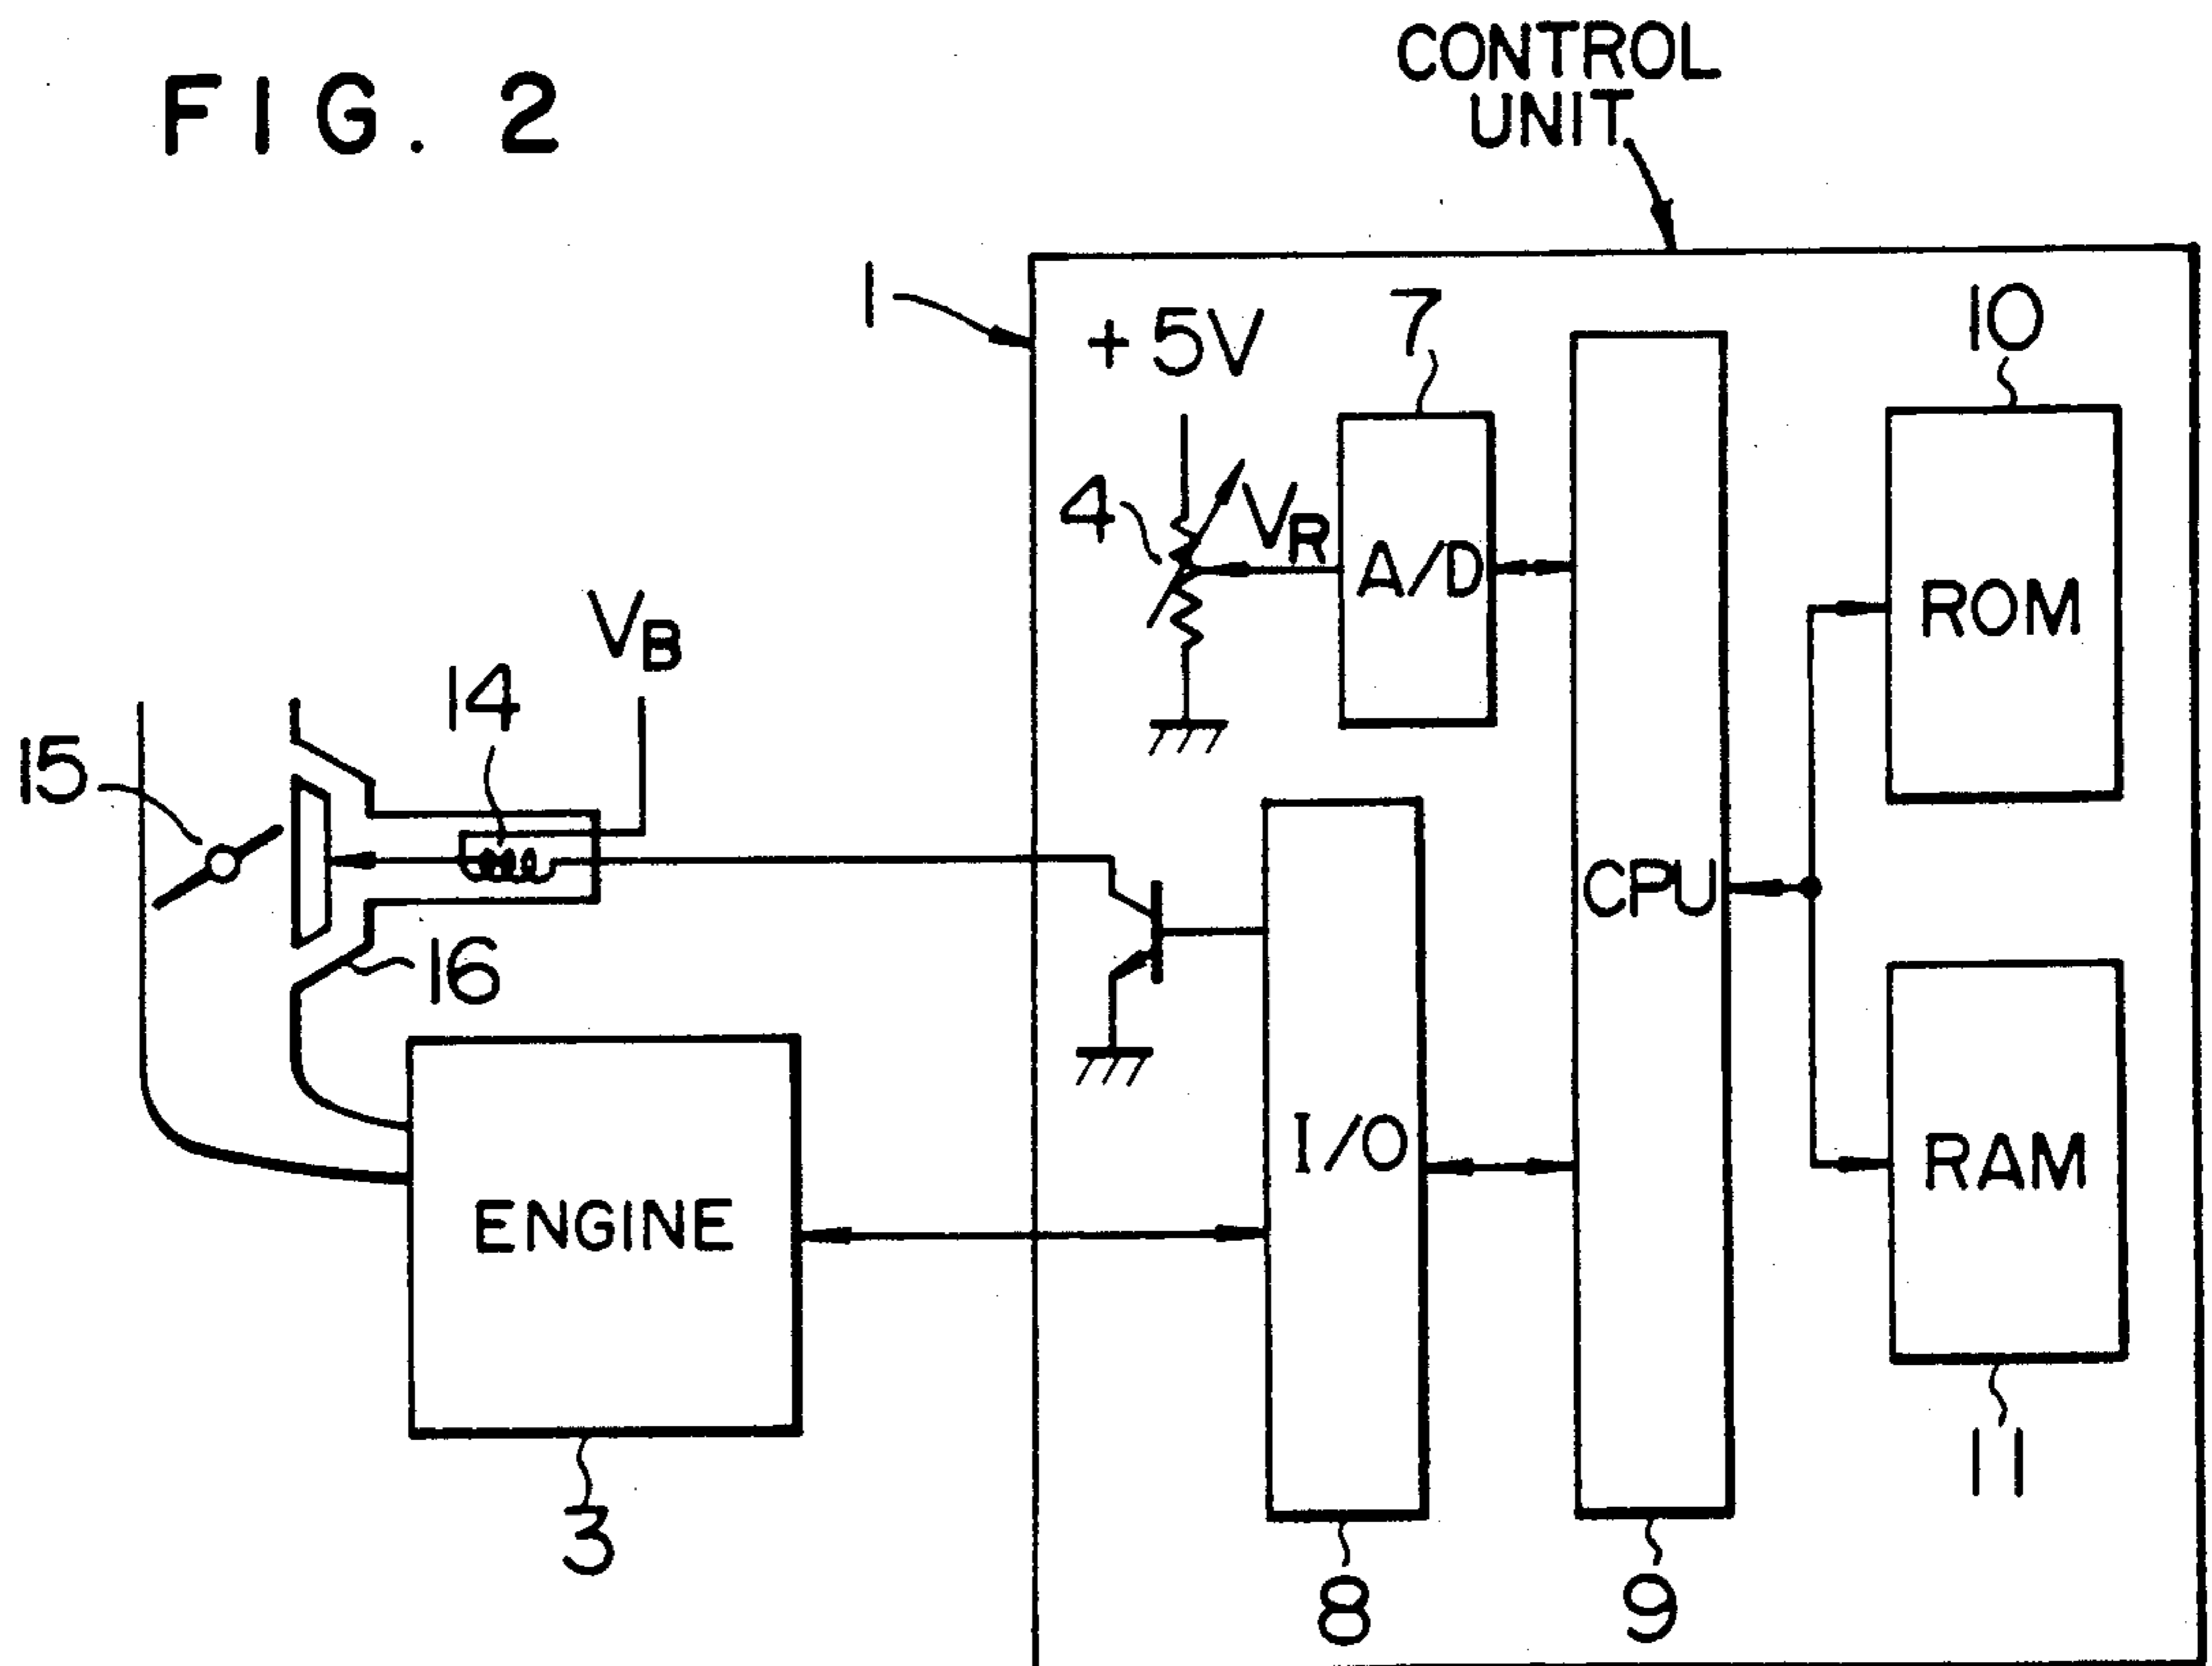 FIG. 2
CONTROL
UNIT
1
+5V
7
10
4
VR
A/D
ROM
VB
14
15
CPU
16
I/O
RAM
ENGINE
3
11
8
9